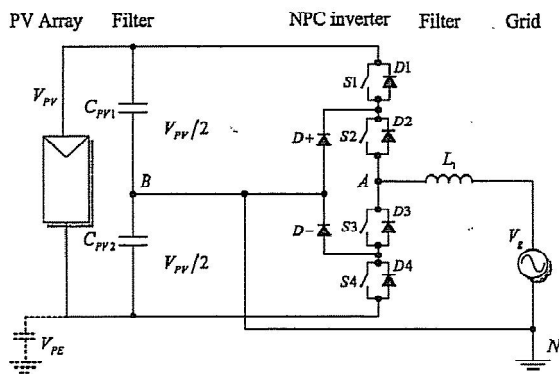 PV Array Filter NPC inverter Filter Grid
V_PV
C_PV1
V_PV/2
S1
D1
D+
S2
D2
B
A
L_1
D-
S3
D3
C_PV2
V_PV/2
S4
D4
V_g
V_PE
N